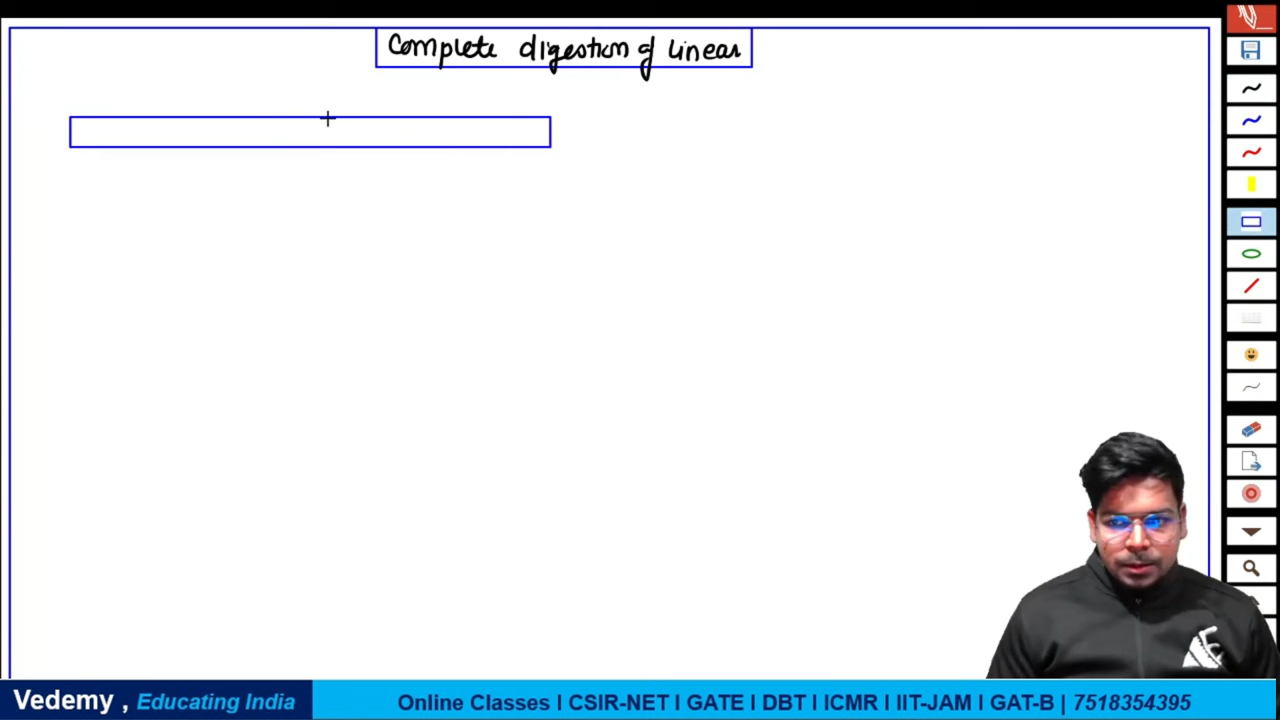 Complete digestion of linear
Vedemy , Educating India
Online Classes I CSIR-NET I GATE I DBT I ICMR I IIT-JAM I GAT-B | 7518354395